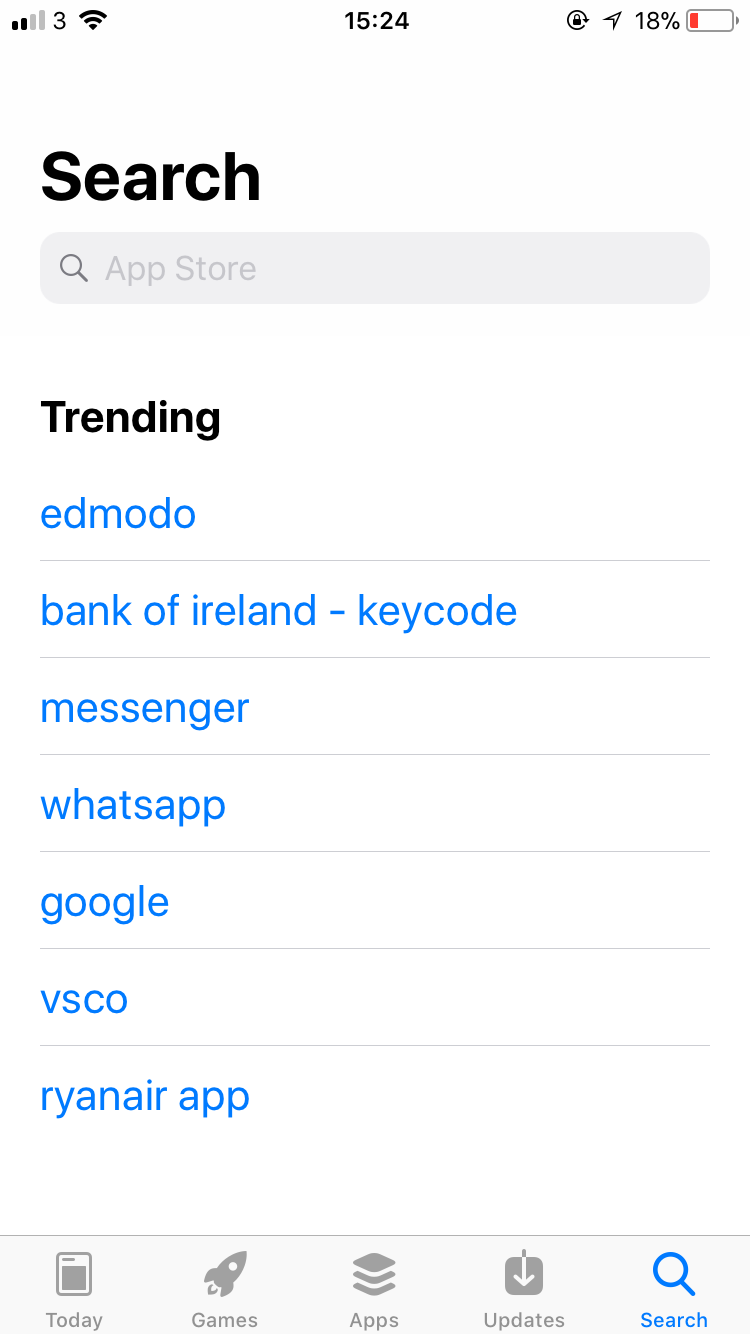 3 15:24 18%
Search
App Store
Trending
edmodo
bank of ireland - keycode
messenger
whatsapp
google
vsco
ryanair app
Today Games Apps Updates Search